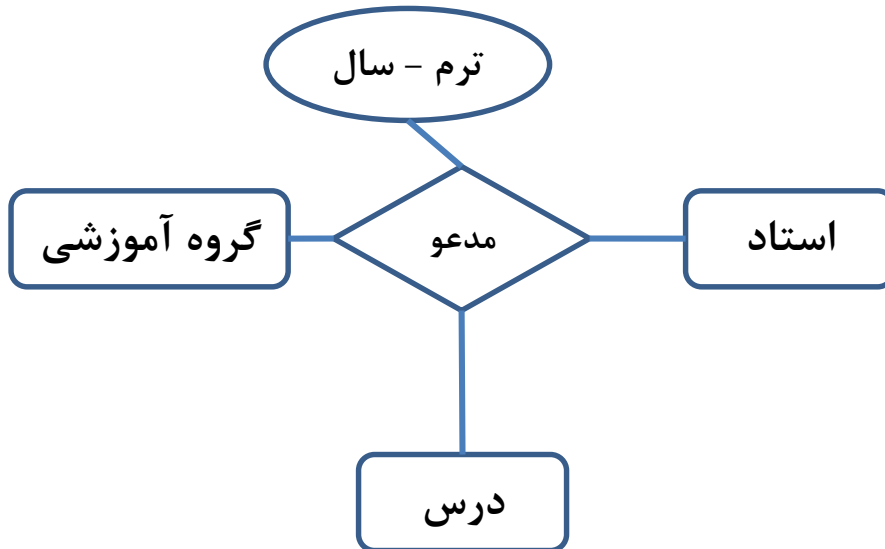 ترم – سال
استاد
مدعو
گروه آموزشی
درس